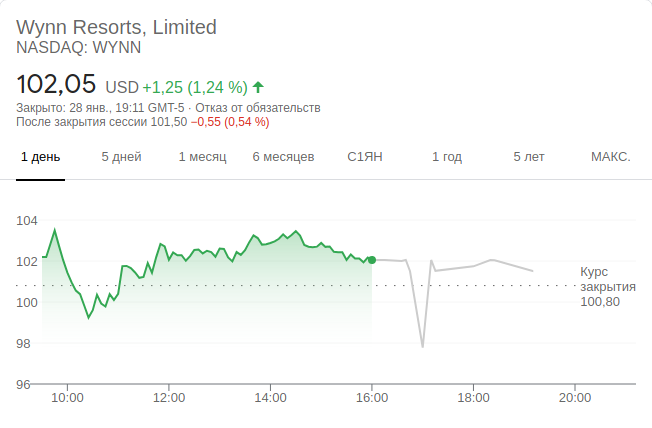 Wynn Resorts, Limited
NASDAQ: WYNN
102,05 USD +1,25 (1,24 %)
Закрыто: 28 янв., 19:11 GMT-5 · Отказ от обязательств
После закрытия сессии 101,50 −0,55 (0,54 %)
1 день 5 дней 1 месяц 6 месяцев С1ЯН 1 год 5 лет МАКС.
104
102
Курс
закрытия
100,80
100
98
96
10:00 12:00 14:00 16:00 18:00 20:00